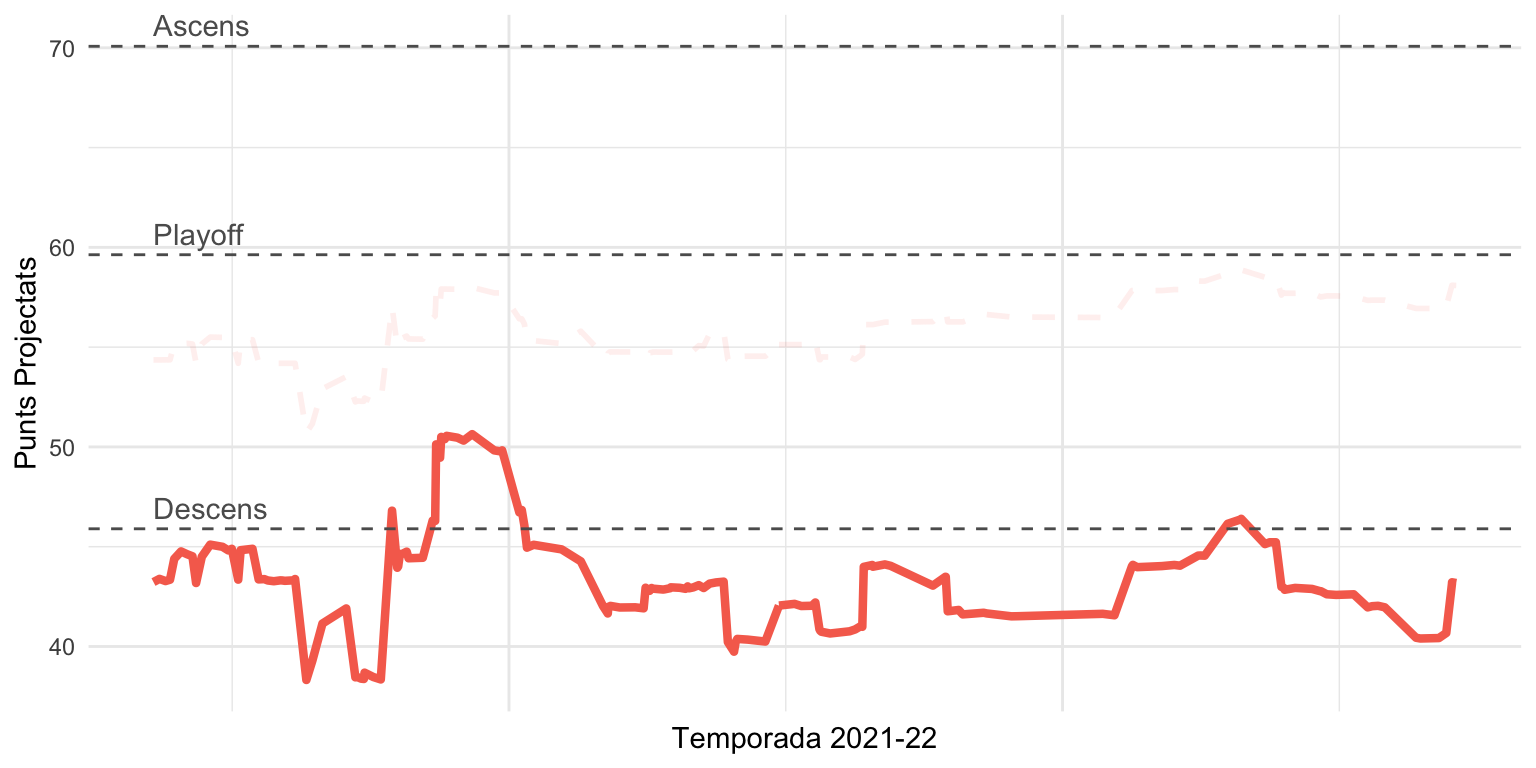 Ascens
70
Playoff
60
Punts Projectats
50
Descens
40
Temporada 2021-22